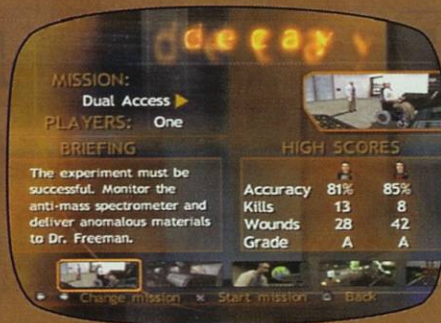 decay
MISSION:
Dual Access
PLAYERS: One
BRIEFING
The experiment must be
successful. Monitor the
anti-mass spectrometer and
deliver anomalous materials
to Dr. Freeman.
HIGH SCORES
Accuracy 81% 85%
Kills 13 8
Wounds 28 42
Grade A A
Change mission × Start mission Back